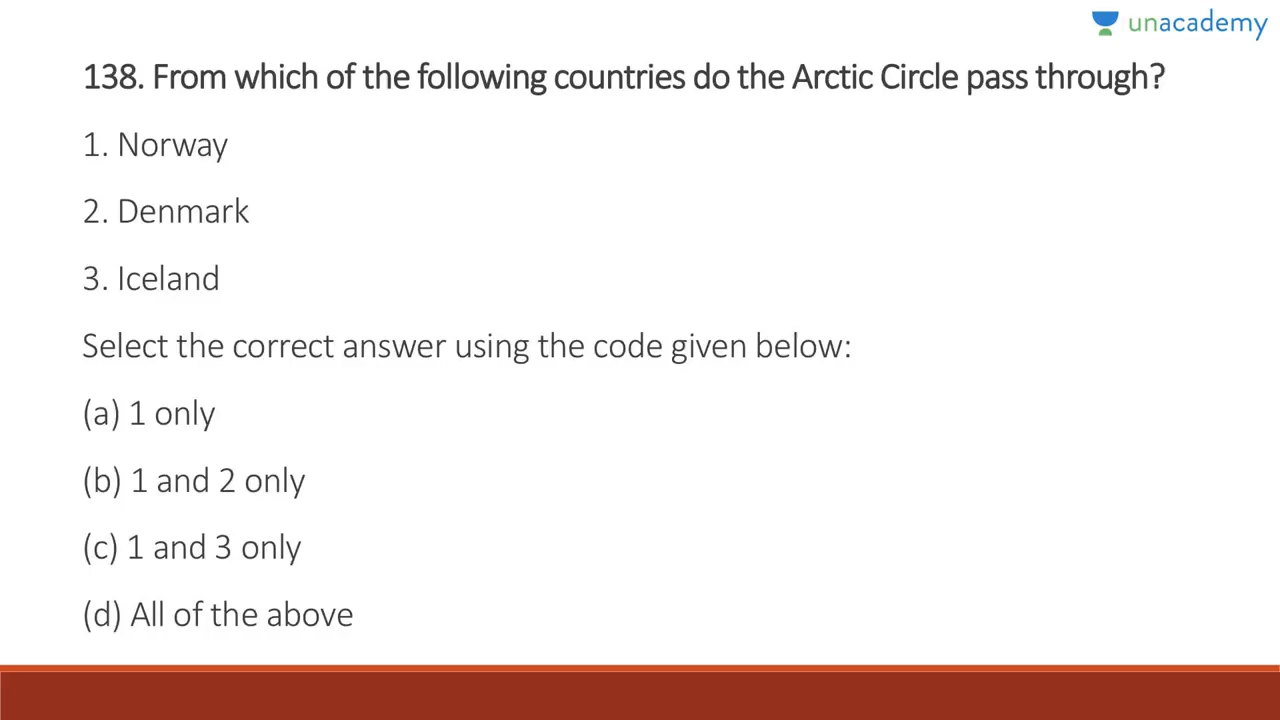 unacademy
138. From which of the following countries do the Arctic Circle pass through?
1. Norway
2. Denmark
3. Iceland
Select the correct answer using the code given below:
(a) 1 only
(b) 1 and 2 only
(c) 1 and 3 only
(d) All of the above